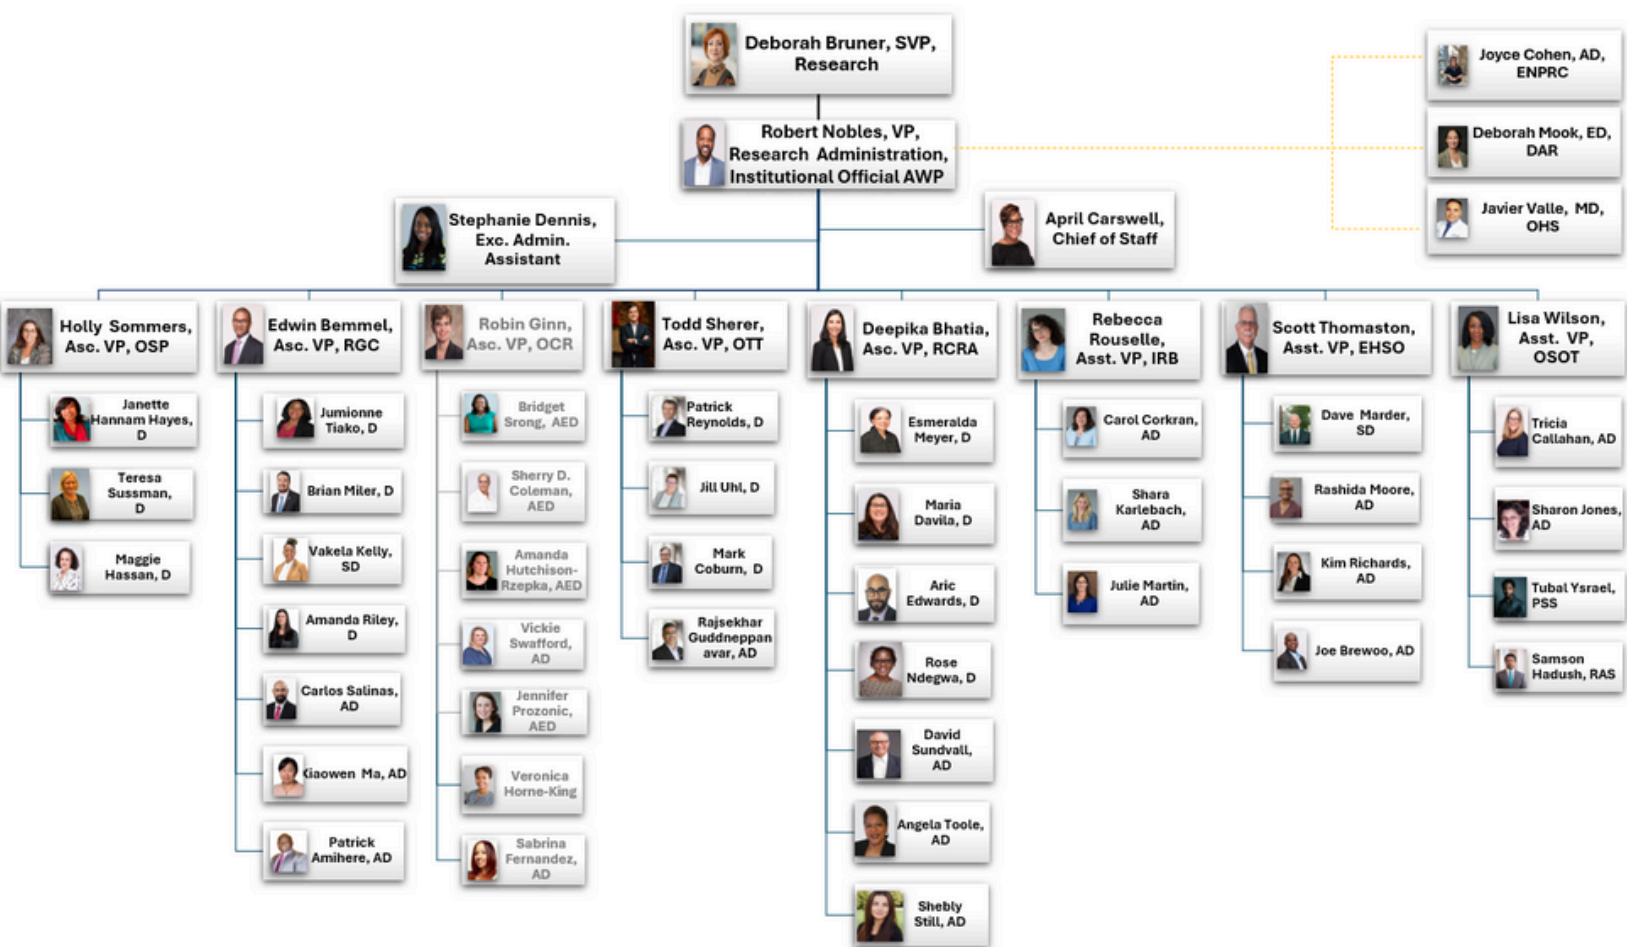 Deborah Bruner, SVP,
Research
Robert Nobles, VP,
Research Administration,
Institutional Official AWP
Joyce Cohen, AD,
ENPRC
Deborah Mook, ED,
DAR
Javier Valle, MD,
OHS
Stephanie Dennis,
Exc. Admin.
Assistant
April Carswell,
Chief of Staff
Holly Sommers,
Asc. VP, OSP
Janette
Hannam Hayes,
D
Teresa
Sussman,
D
Maggie
Hassan, D
Edwin Bemmel,
Asc. VP, RGC
Jumionne
Tiako, D
Brian Miler, D
Vakela Kelly,
SD
Amanda Riley,
D
Carlos Salinas,
AD
Xiaowen Ma, AD
Patrick
Amihere, AD
Robin Ginn,
Asc. VP, OCR
Bridget
Srong, AED
Sherry D.
Coleman,
AED
Amanda
Hutchison-
Rzepka, AED
Vickie
Swafford,
AD
Jennifer
Prozonic,
AED
Veronica
Horne-King
Sabrina
Fernandez,
AD
Todd Sherer,
Asc. VP, OTT
Patrick
Reynolds, D
Jill Uhl, D
Mark
Coburn, D
Rajsekhar
Guddneppan
avar, AD
Deepika Bhatia,
Asc. VP, RCRA
Esmeralda
Meyer, D
Maria
Davila, D
Aric
Edwards, D
Rose
Ndegwa, D
David
Sundvall,
AD
Angela Toole,
AD
Shebly
Still, AD
Rebecca
Rouselle,
Asst. VP, IRB
Carol Corkran,
AD
Shara
Karlebach,
AD
Julie Martin,
AD
Scott Thomaston,
Asst. VP, EHSO
Dave Marder,
SD
Rashida Moore,
AD
Kim Richards,
AD
Joe Brewoo, AD
Lisa Wilson,
Asst. VP,
OSOT
Tricia
Callahan, AD
Sharon Jones,
AD
Tubal Ysrael,
PSS
Samson
Hadush, RAS